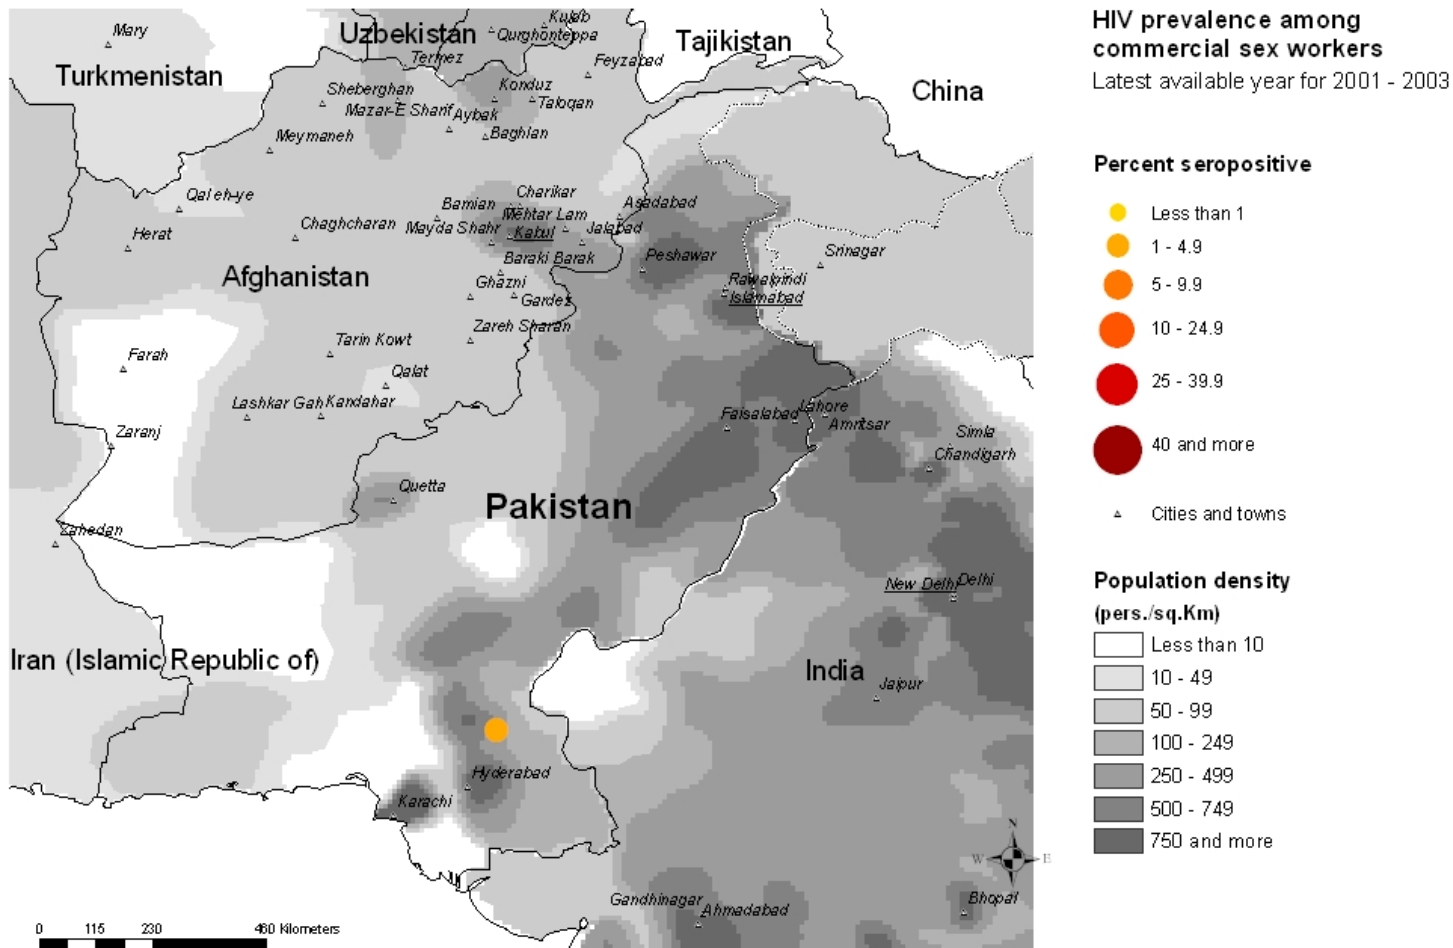 HIV prevalence among
commercial sex workers
Latest available year for 2001 - 2003
Percent seropositive
Less than 1
1 - 4.9
5 - 9.9
10 - 24.9
25 - 39.9
40 and more
Cities and towns
Population density
(pers./sq.Km)
Less than 10
10 - 49
50 - 99
100 - 249
250 - 499
500 - 749
750 and more
Mary
Uzbekistan
Kulob
Qurghonteppa
Tajikistan
Turkmenistan
Termez
Feyzabad
China
Sheberghan
Konduz
Mazar-E Sharif
Taloqan
Aybak
Meymaneh
Baghlan
Qal eh-ye
Charikar
Bamian
Mehtar Lam
Asadabad
Herat
Chaghcharan
Mayda Shahr
Kabul
Jalabad
Srinagar
Baraki Barak
Peshawar
Afghanistan
Ghazni
Gardez
Rawalpindi
Islamabad
Zareh Sharan
Farah
Tarin Kowt
Qalat
Lashkar Gah
Kandahar
Faisalabad
Lahore
Amritsar
Zaranj
Simla
Chandigarh
Quetta
Pakistan
Zahedan
New Delhi
Delhi
Iran (Islamic Republic of)
India
Jaipur
Hyderabad
Karachi
N
W
E
Gandhinagar
Ahmadabad
Bhopal
0 115 230 460 Kilometers